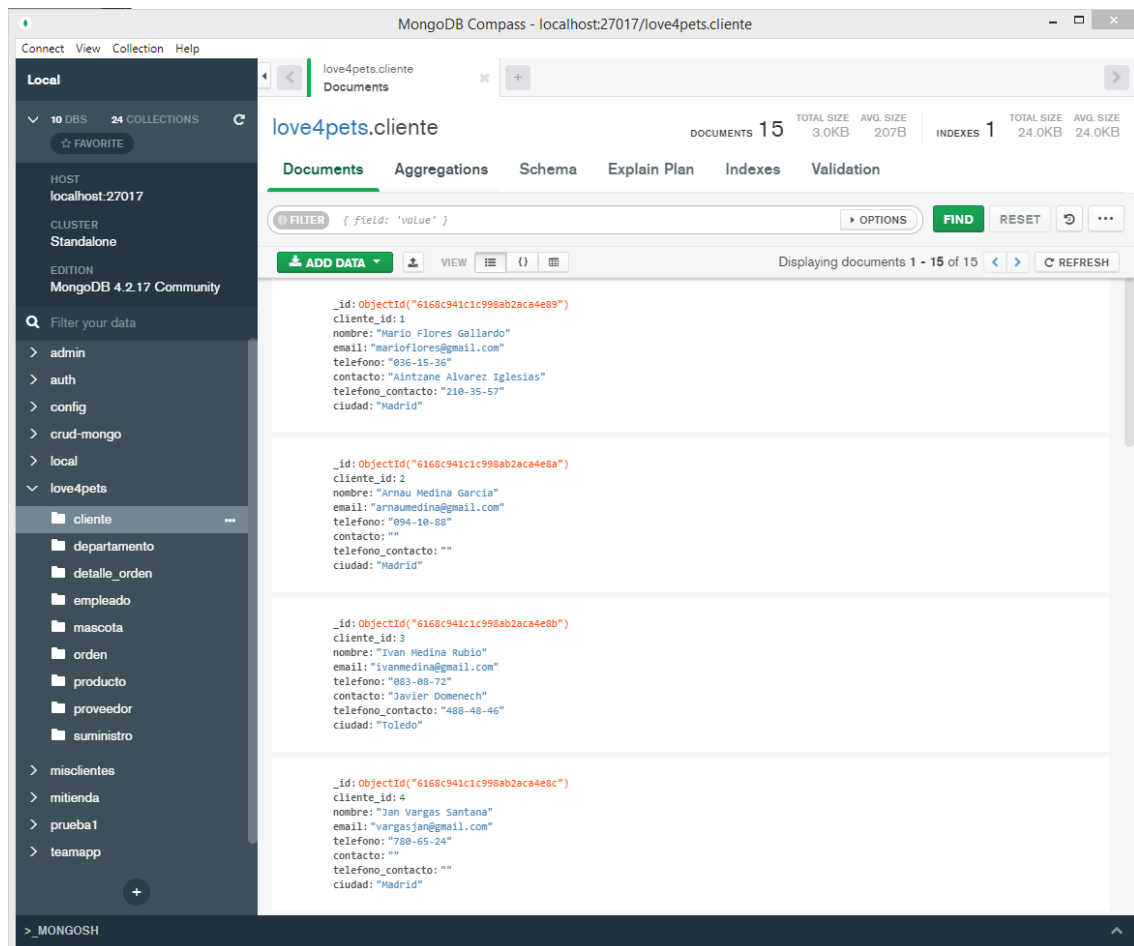 MongoDB Compass - localhost:27017/love4pets.cliente
Connect View Collection Help
Local
10 DBS 24 COLLECTIONS
FAVORITE
HOST
localhost:27017
CLUSTER
Standalone
EDITION
MongoDB 4.2.17 Community
Filter your data
admin
auth
config
crud-mongo
local
love4pets
cliente
departamento
detalle_orden
empleado
mascota
orden
producto
proveedor
suministro
misclientes
mitienda
prueba1
teamapp
>_MONGOSH
love4pets.cliente
Documents
love4pets.cliente
DOCUMENTS 15 TOTAL SIZE 3.0KB AVG. SIZE 207B INDEXES 1 TOTAL SIZE 24.0KB AVG. SIZE 24.0KB
Documents Aggregations Schema Explain Plan Indexes Validation
FILTER { field: 'value' } OPTIONS FIND RESET
ADD DATA VIEW {} Displaying documents 1 - 15 of 15 < > REFRESH
_id: ObjectId("6168c941c1c998ab2aca4e89")
cliente_id: 1
nombre: "Mario Flores Gallardo"
email: "marioflores@gmail.com"
telefono: "036-15-36"
contacto: "Aintzane Alvarez Iglesias"
telefono_contacto: "210-35-57"
ciudad: "Madrid"
_id: ObjectId("6168c941c1c998ab2aca4e8a")
cliente_id: 2
nombre: "Arnau Medina Garcia"
email: "arnaumedina@gmail.com"
telefono: "094-10-88"
contacto: ""
telefono_contacto: ""
ciudad: "Madrid"
_id: ObjectId("6168c941c1c998ab2aca4e8b")
cliente_id: 3
nombre: "Ivan Medina Rubio"
email: "ivanmedina@gmail.com"
telefono: "083-08-72"
contacto: "Javier Domenech"
telefono_contacto: "488-48-46"
ciudad: "Toledo"
_id: ObjectId("6168c941c1c998ab2aca4e8c")
cliente_id: 4
nombre: "Jan Vargas Santana"
email: "vargasjan@gmail.com"
telefono: "780-65-24"
contacto: ""
telefono_contacto: ""
ciudad: "Madrid"